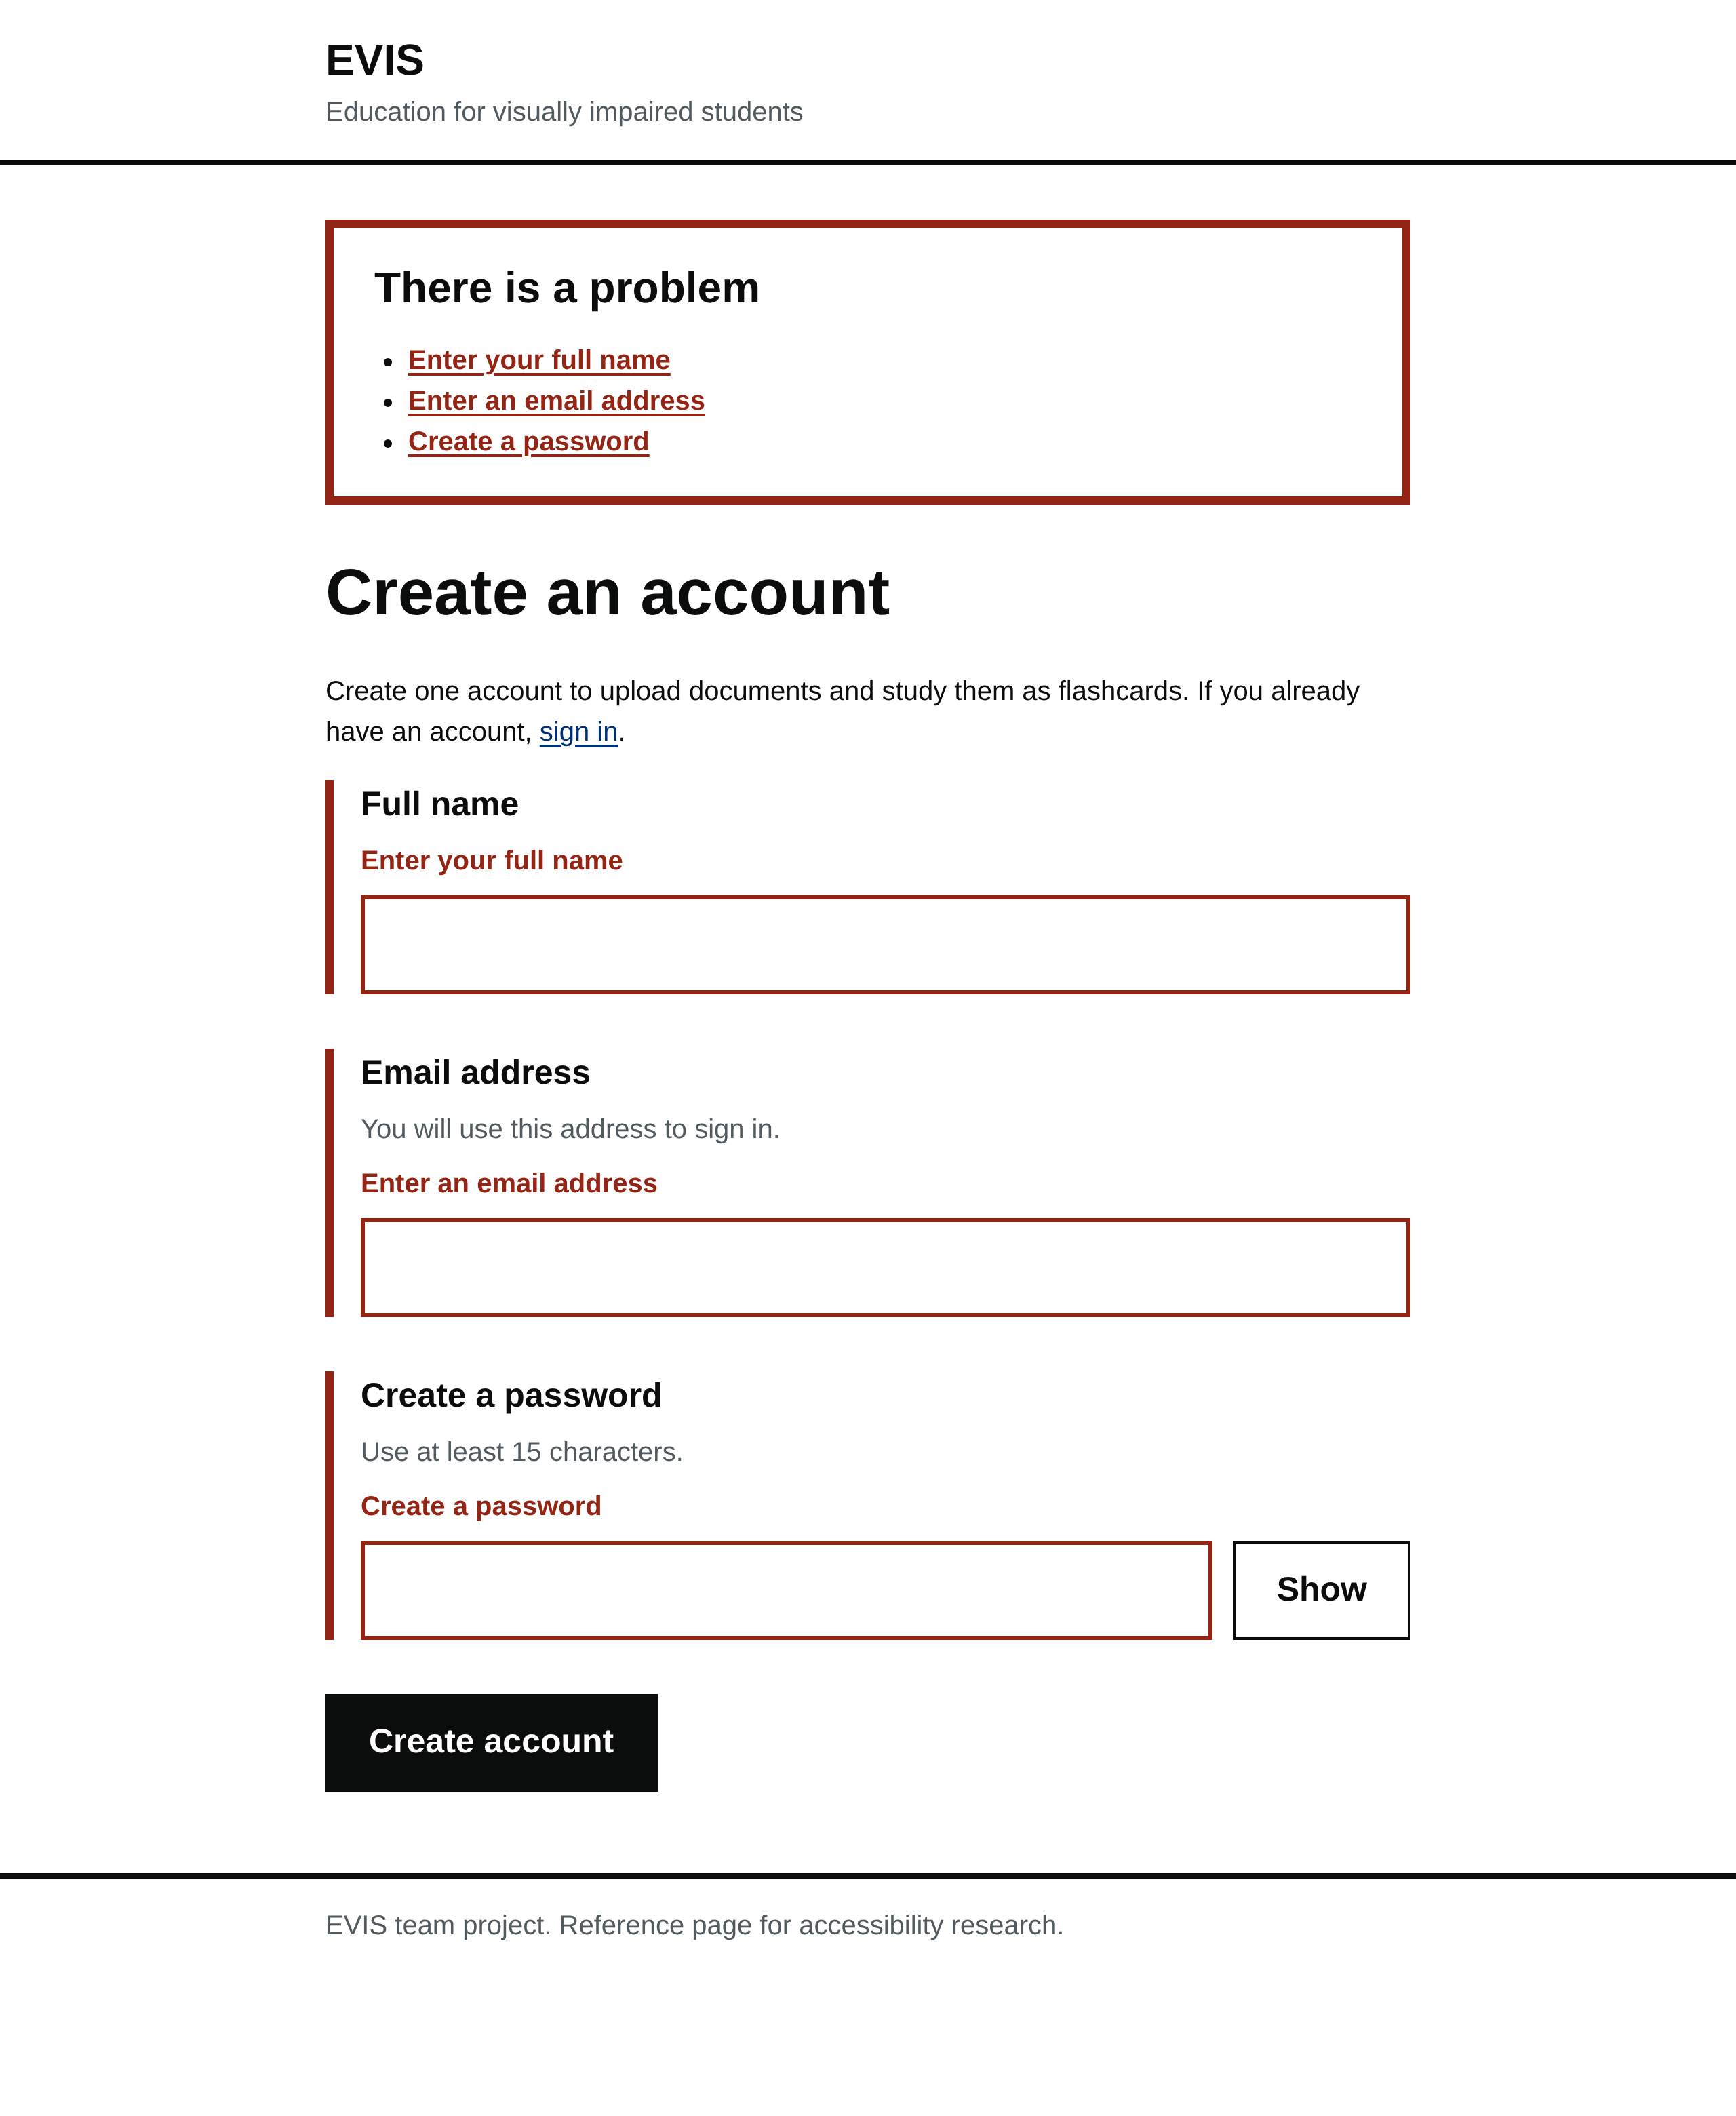 EVIS
Education for visually impaired students
There is a problem
Enter your full name
Enter an email address
Create a password
Create an account
Create one account to upload documents and study them as flashcards. If you already
have an account, sign in.
Full name
Enter your full name
Email address
You will use this address to sign in.
Enter an email address
Create a password
Use at least 15 characters.
Create a password
Show
Create account
EVIS team project. Reference page for accessibility research.